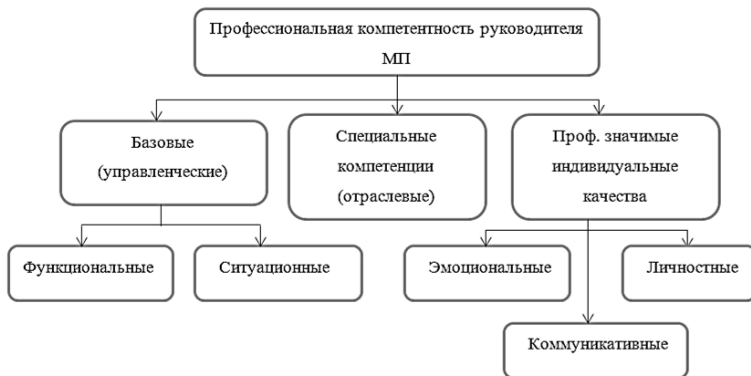 Профессиональная компетентность руководителя
МП
Базовые
(управленческие)
Специальные
компетенции
(отраслевые)
Проф. значимые
индивидуальные
качества
Функциональные
Ситуационные
Эмоциональные
Личностные
Коммуникативные